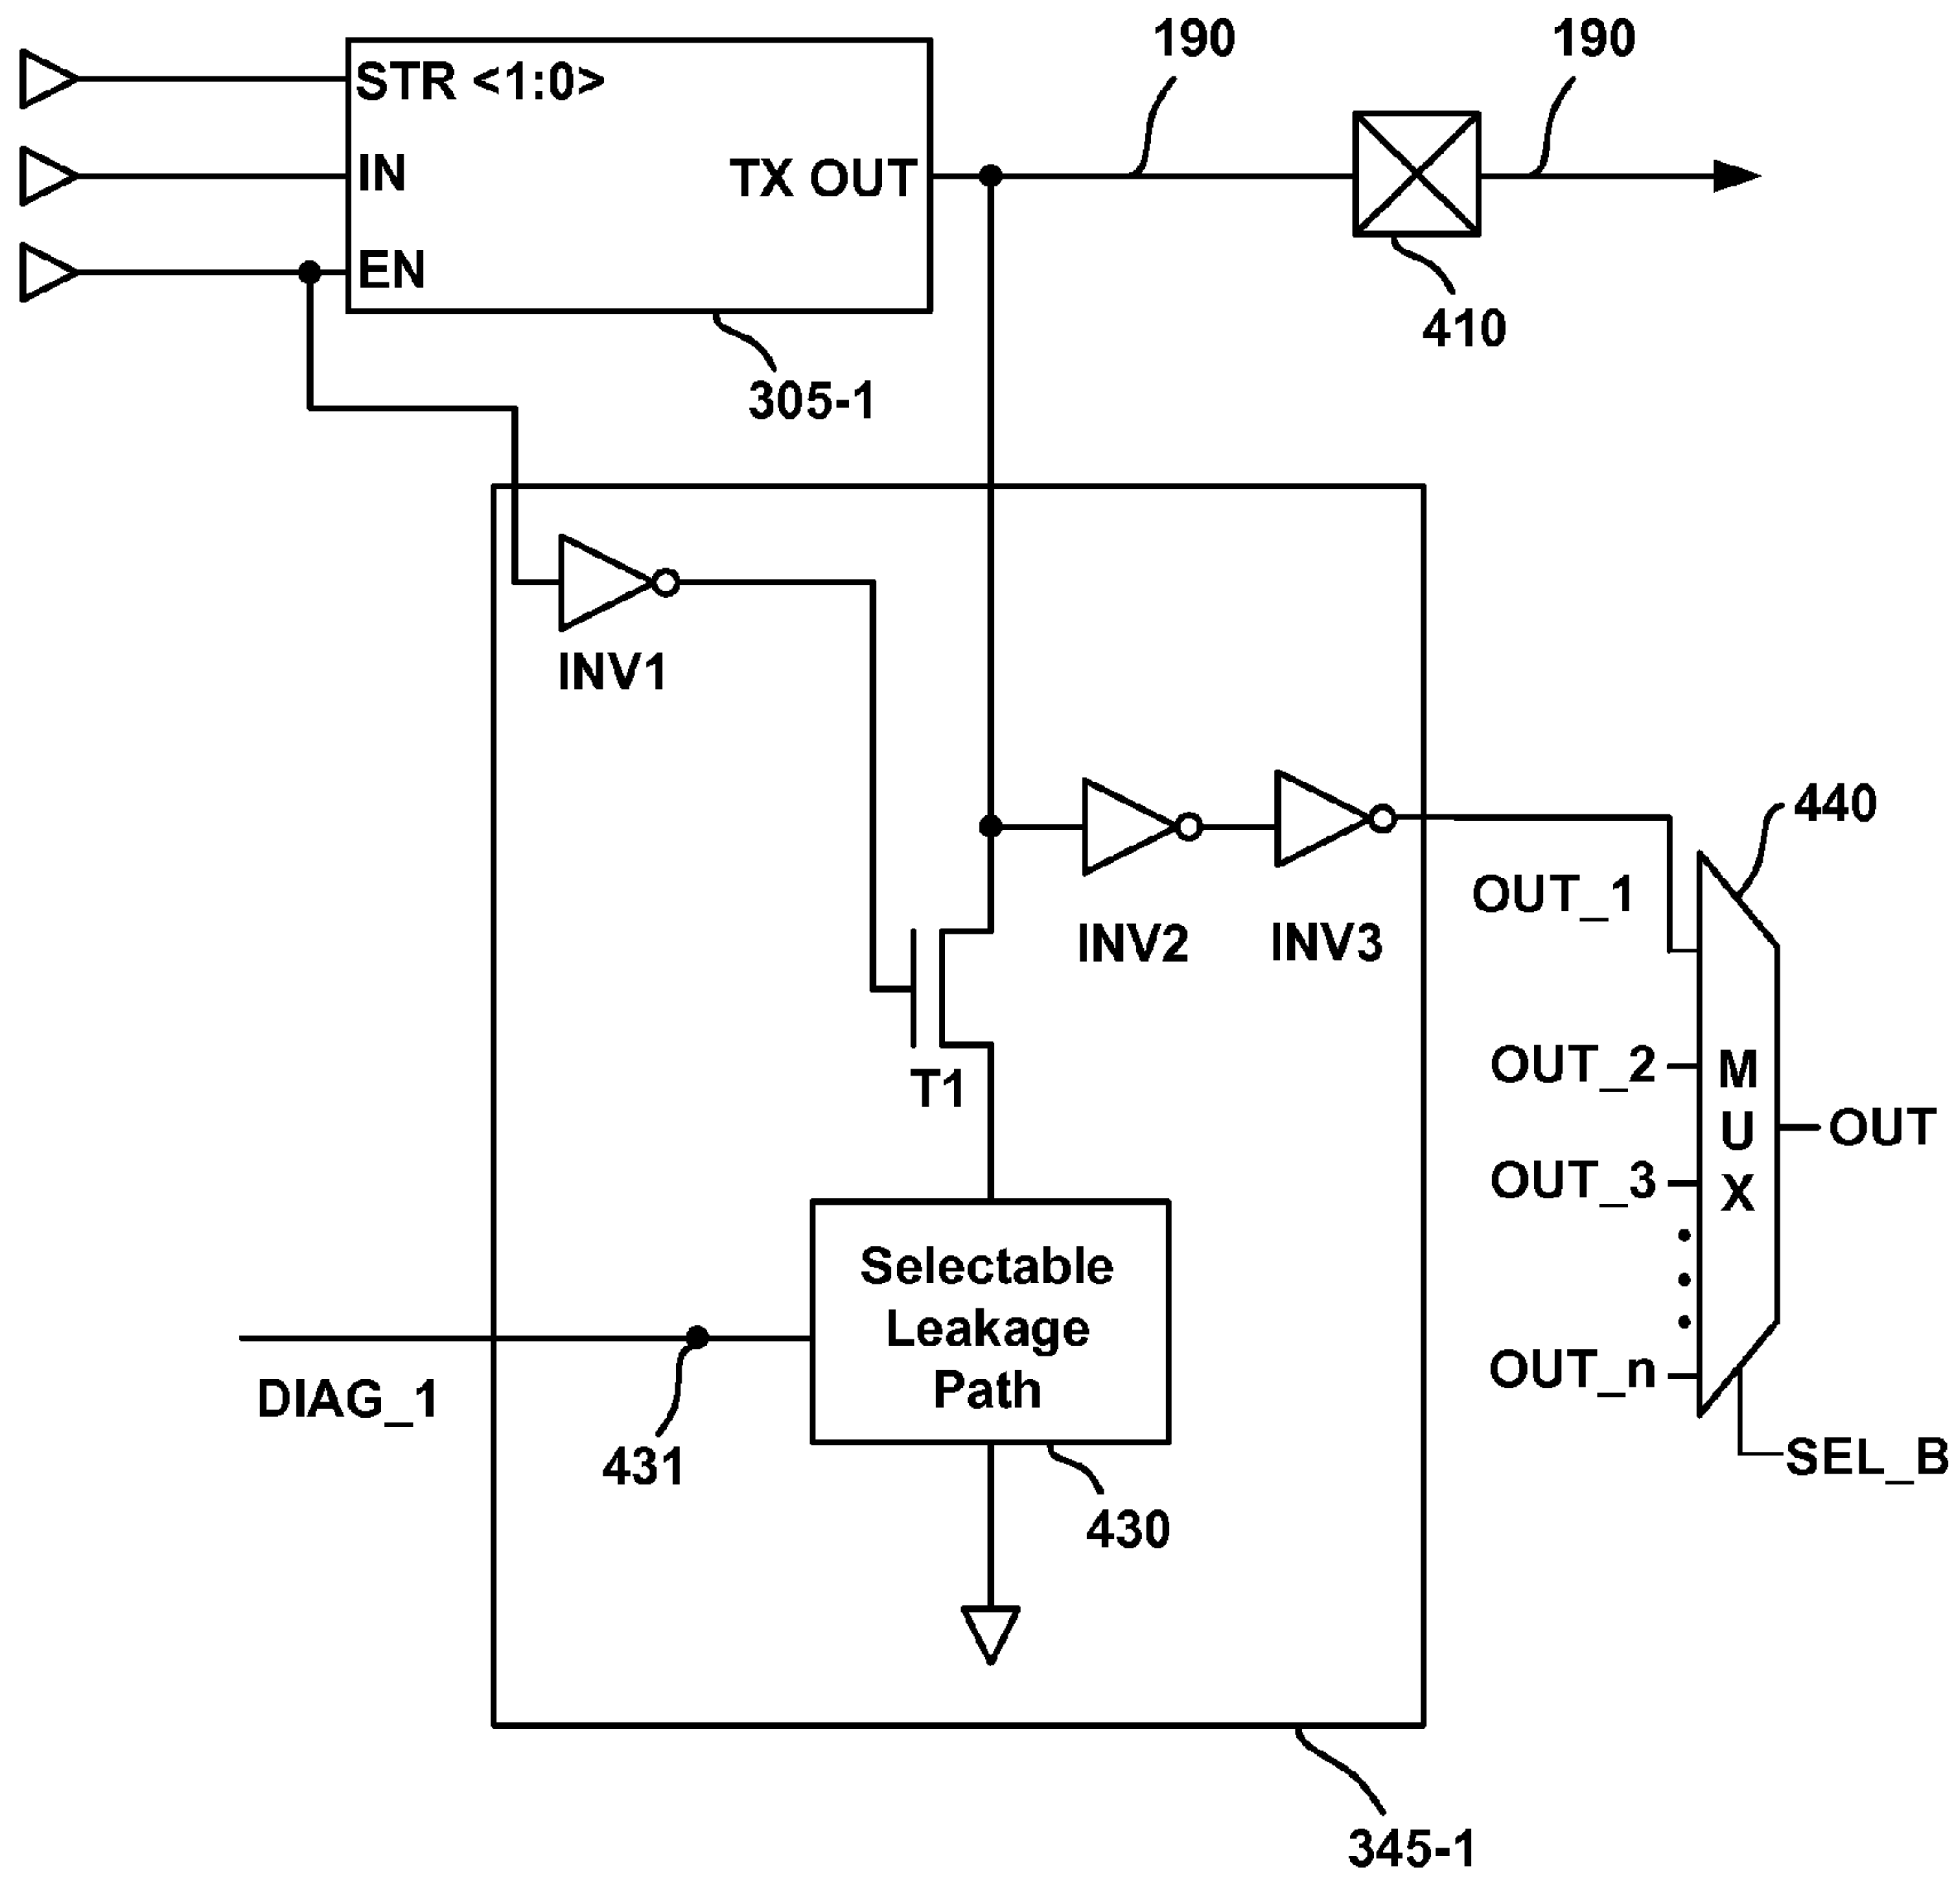 190
190
STR <1:0>
IN
TX OUT
EN
410
305-1
INV1
440
OUT_1
INV2
INV3
OUT_2
M
U
X
T1
OUT
OUT_3
Selectable
Leakage
Path
OUT_n
DIAG_1
431
SEL_B
430
345-1